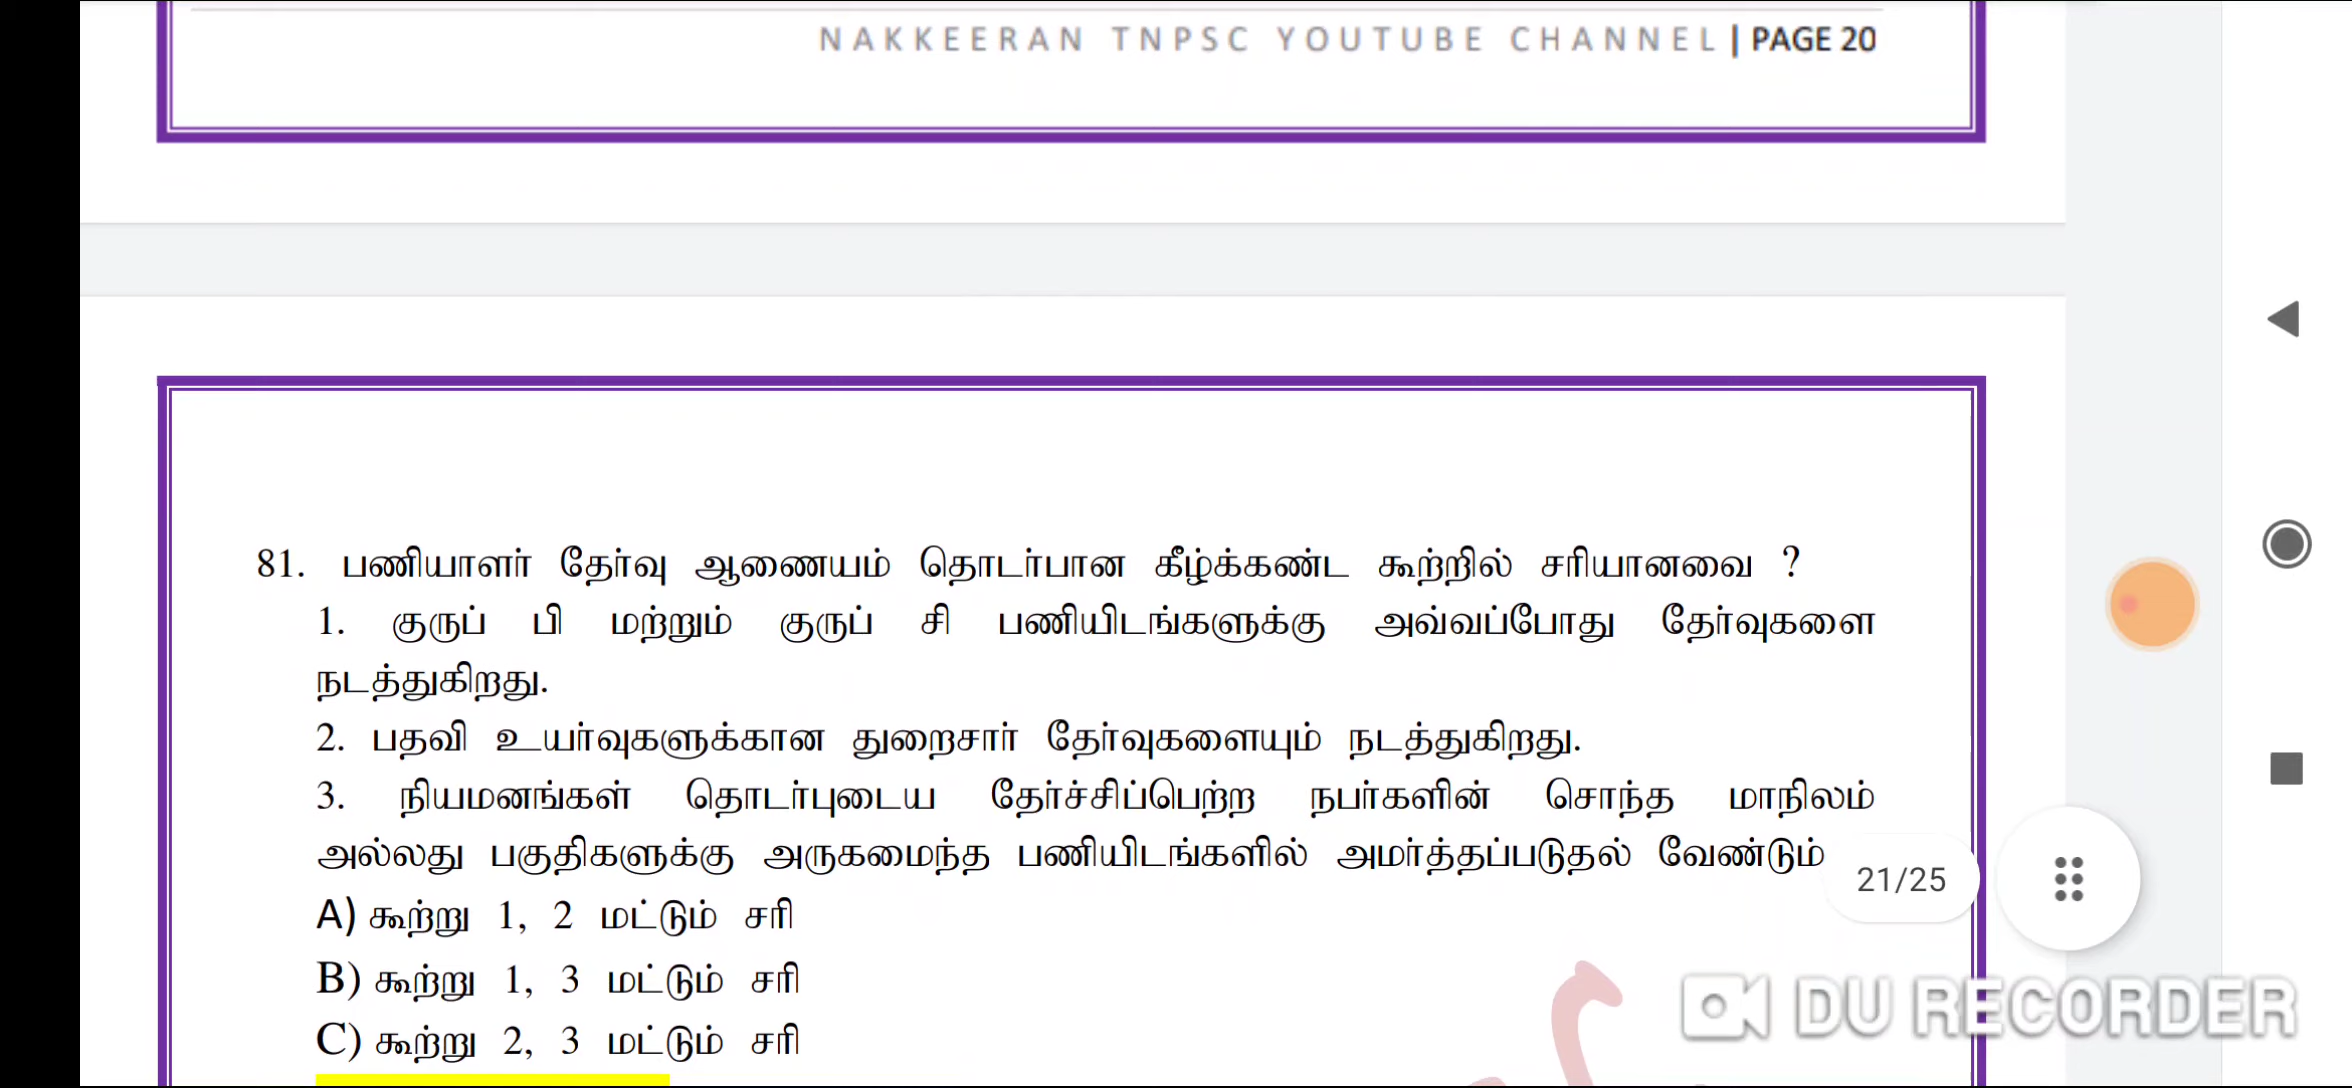 NAKKEERAN TNPSC YOUTUBE CHANNEL | PAGE 20
81. பணியாளர் தேர்வு ஆணையம் தொடர்பான கீழ்க்கண்ட கூற்றில் சரியானவை ?
1. குருப் பி மற்றும் குருப் சி பணியிடங்களுக்கு அவ்வப்போது தேர்வுகளை
நடத்துகிறது.
2. பதவி உயர்வுகளுக்கான துறைசார் தேர்வுகளையும் நடத்துகிறது.
3. நியமனங்கள் தொடர்புடைய தேர்ச்சிப்பெற்ற நபர்களின் சொந்த மாநிலம்
அல்லது பகுதிகளுக்கு அருகமைந்த பணியிடங்களில் அமர்த்தப்படுதல் வேண்டும்
21/25
A) கூற்று 1, 2 மட்டும் சரி
B) கூற்று 1, 3 மட்டும் சரி
C) கூற்று 2, 3 மட்டும் சரி
DU RECORDER